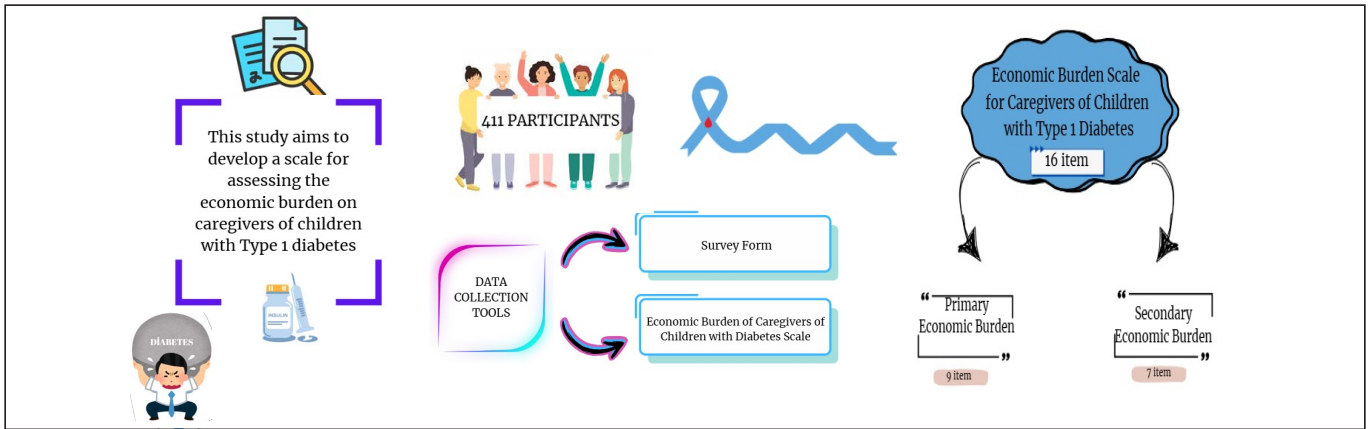 This study aims to
develop a scale for
assessing the
economic burden on
caregivers of children
with Type 1 diabetes
INSULIN
DİABETES
411 PARTICIPANTS
DATA
COLLECTION
TOOLS
Survey Form
Economic Burden of Caregivers of
Children with Diabetes Scale
Economic Burden Scale
for Caregivers of Children
with Type 1 Diabetes
16 item
“ Primary
Economic Burden ”
9 item
“ Secondary
Economic Burden ”
7 item